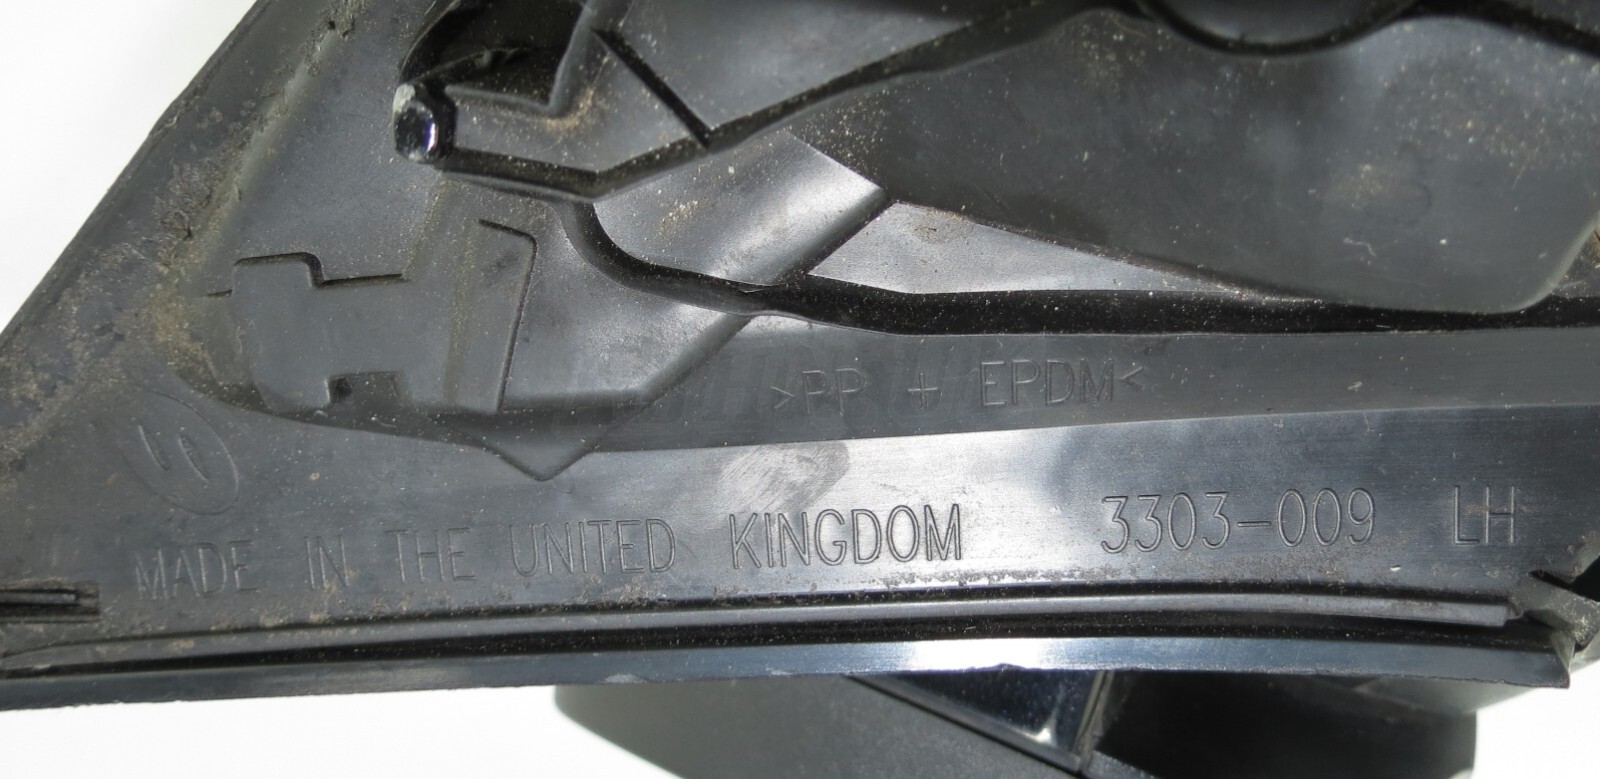 >PP + EPDM<
MADE IN THE UNITED KINGDOM 3303-009 LH